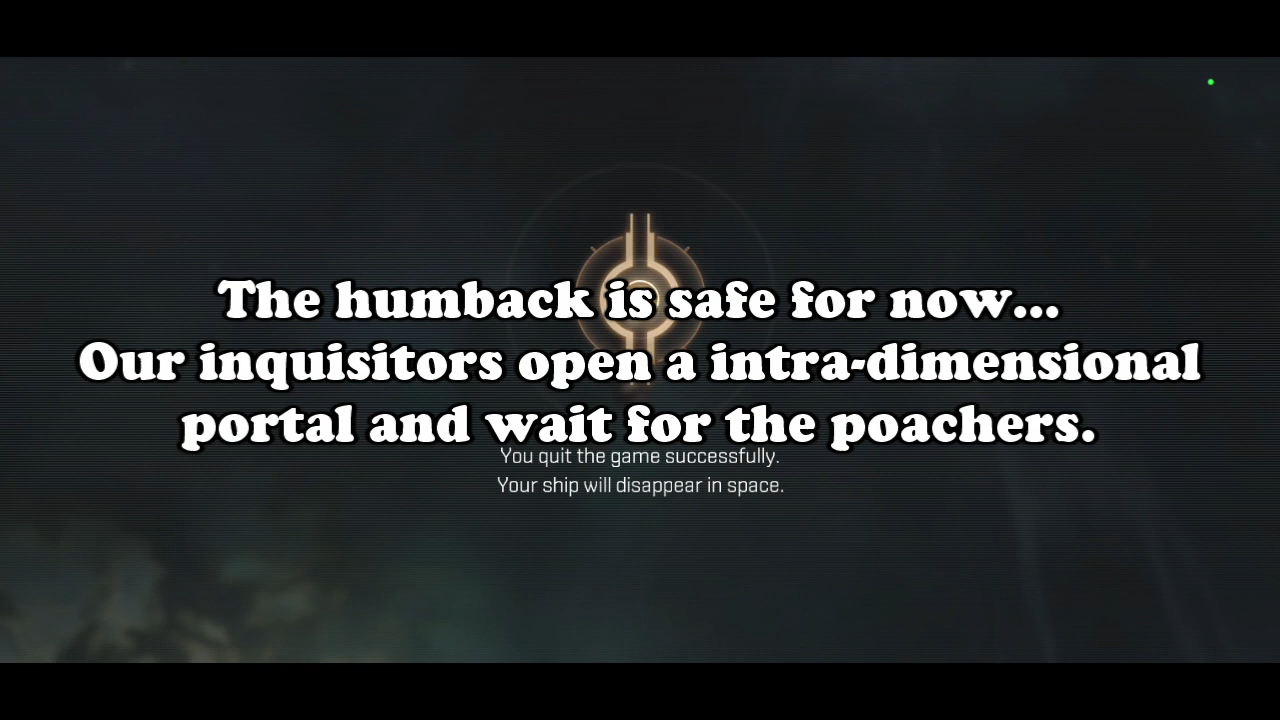 The humback is safe for now...
Our inquisitors open a intra-dimensional
portal and wait for the poachers.
You quit the game successfully.
Your ship will disappear in space.